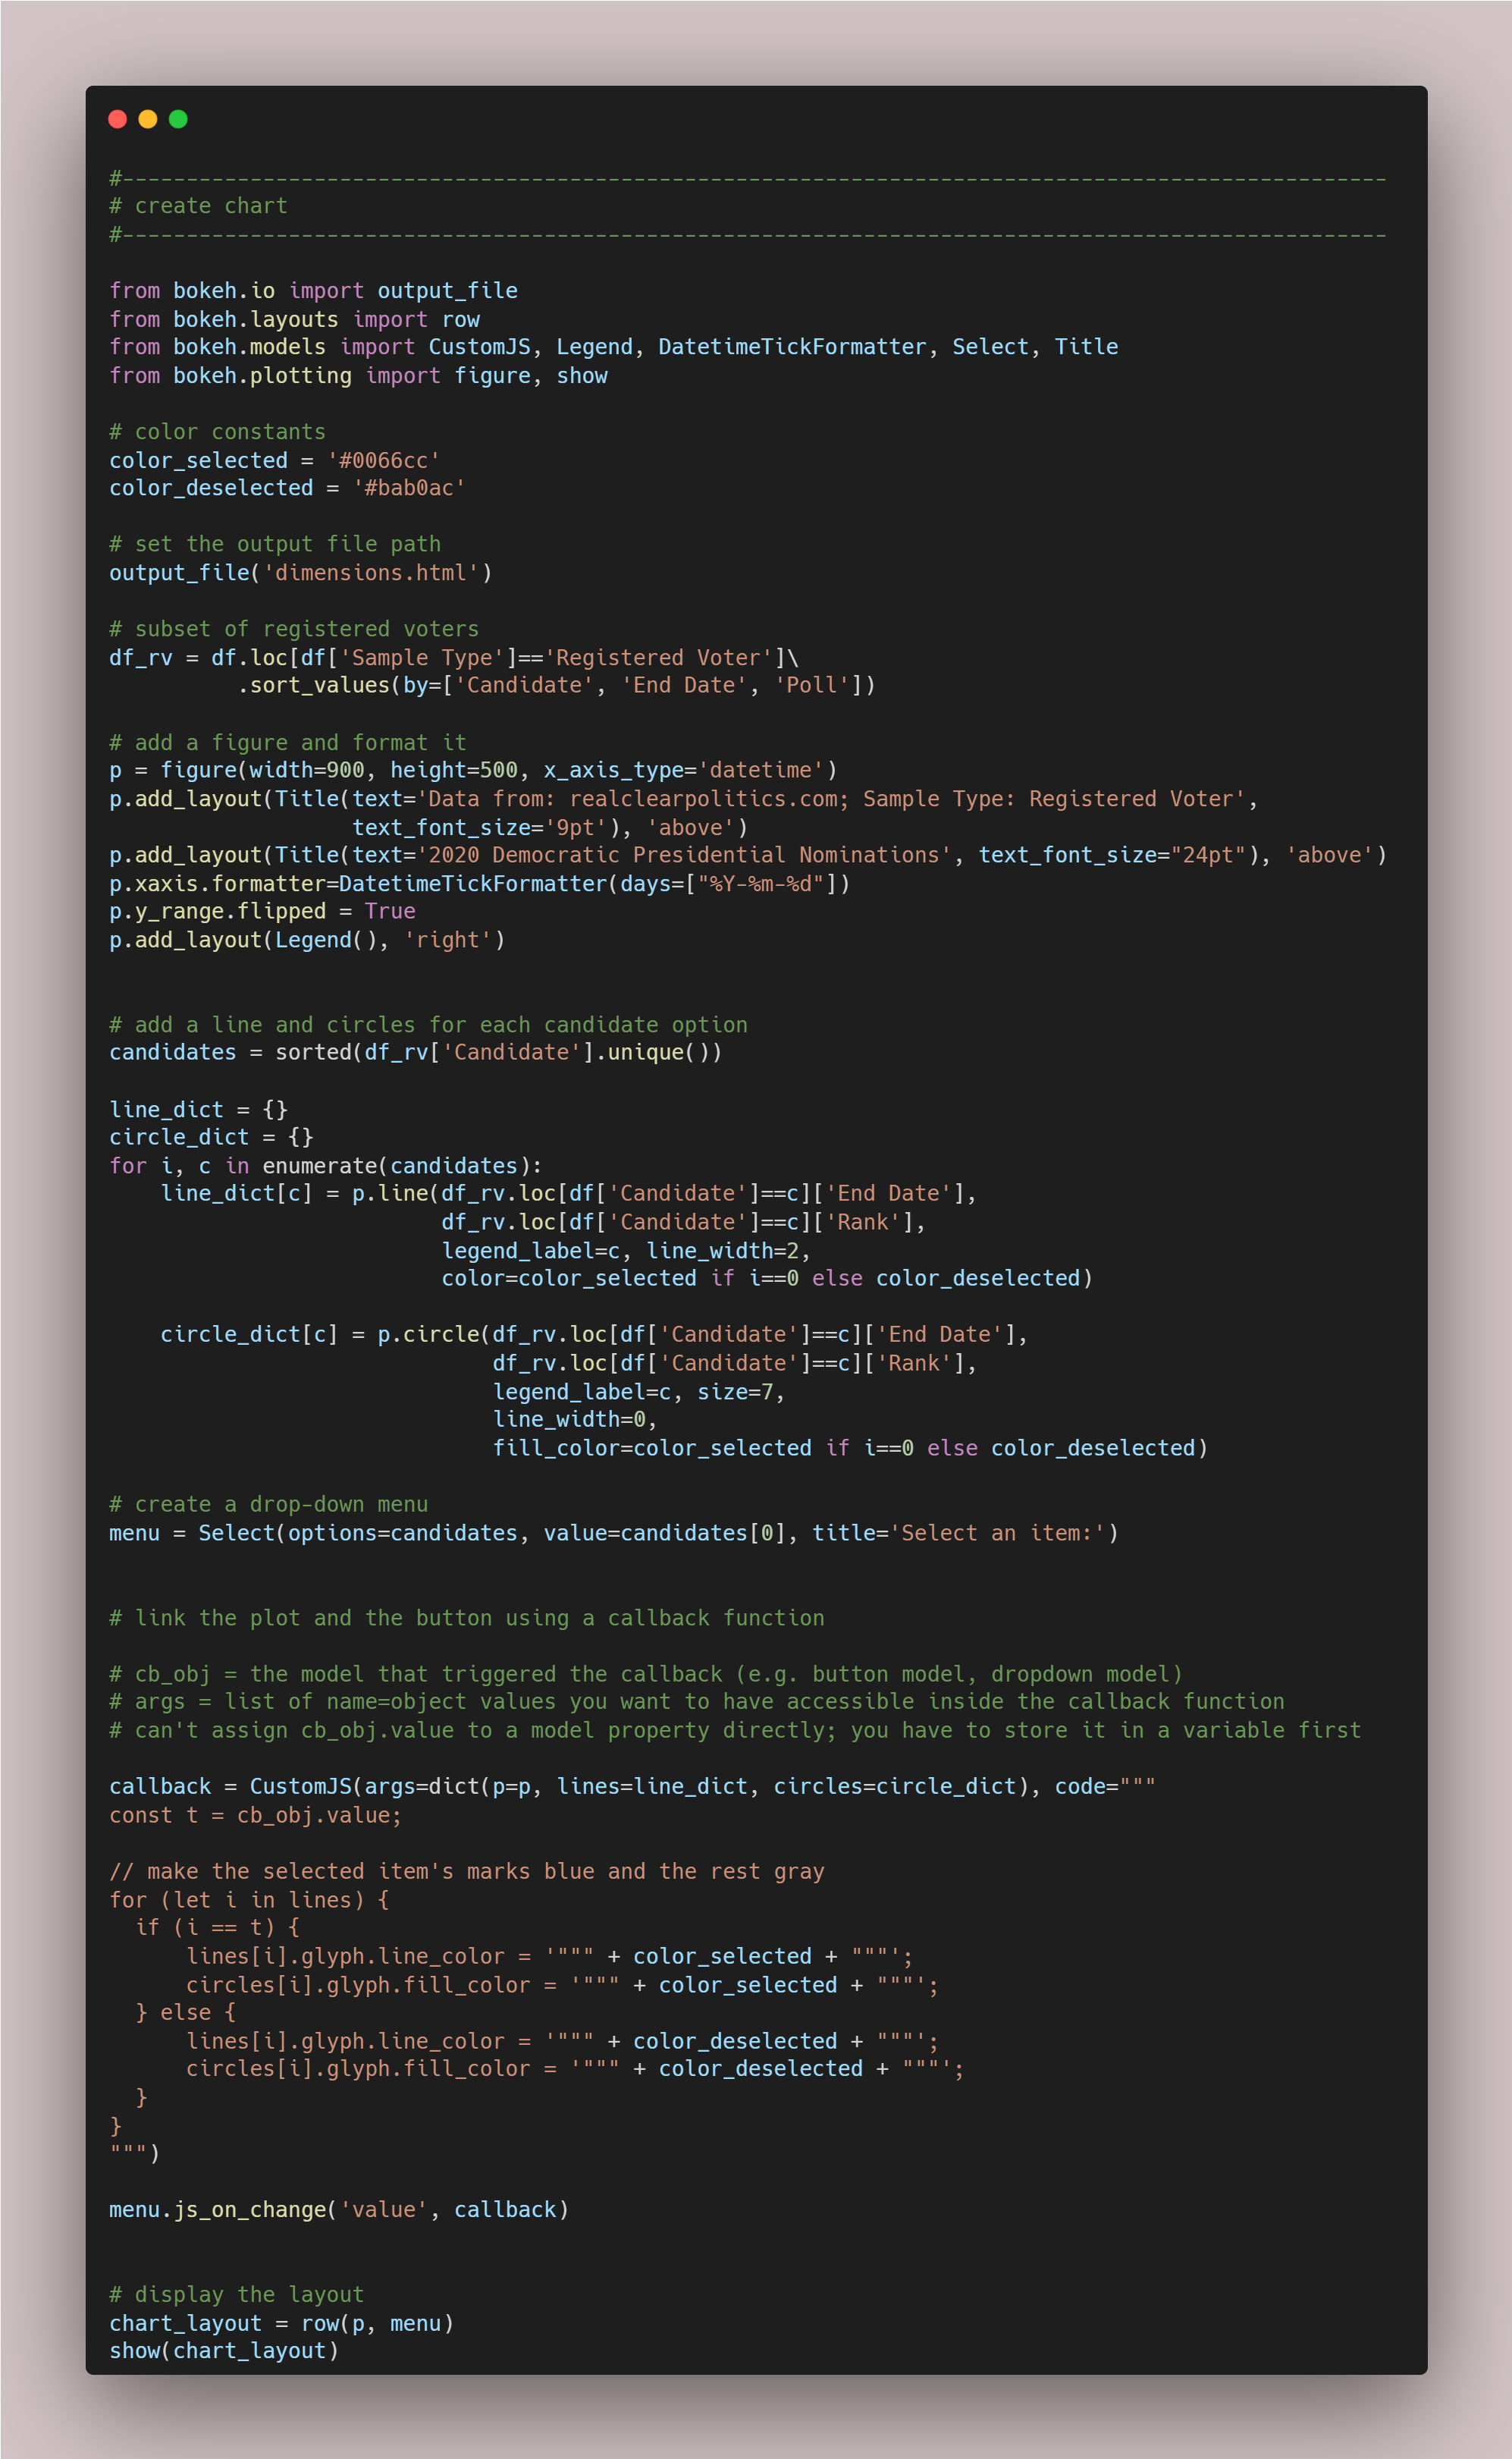 #---------------------------------------------------------------------------------------------------
# create chart
#---------------------------------------------------------------------------------------------------

from bokeh.io import output_file
from bokeh.layouts import row
from bokeh.models import CustomJS, Legend, DatetimeTickFormatter, Select, Title
from bokeh.plotting import figure, show

# color constants
color_selected = '#0066cc'
color_deselected = '#bab0ac'

# set the output file path
output_file('dimensions.html')

# subset of registered voters
df_rv = df.loc[df['Sample Type']=='Registered Voter']\
          .sort_values(by=['Candidate', 'End Date', 'Poll'])

# add a figure and format it
p = figure(width=900, height=500, x_axis_type='datetime')
p.add_layout(Title(text='Data from: realclearpolitics.com; Sample Type: Registered Voter',
                   text_font_size='9pt'), 'above')
p.add_layout(Title(text='2020 Democratic Presidential Nominations', text_font_size="24pt"), 'above')
p.xaxis.formatter=DatetimeTickFormatter(days=["%Y-%m-%d"])
p.y_range.flipped = True
p.add_layout(Legend(), 'right')


# add a line and circles for each candidate option
candidates = sorted(df_rv['Candidate'].unique())

line_dict = {}
circle_dict = {}
for i, c in enumerate(candidates):
    line_dict[c] = p.line(df_rv.loc[df['Candidate']==c]['End Date'],
                          df_rv.loc[df['Candidate']==c]['Rank'],
                          legend_label=c, line_width=2,
                          color=color_selected if i==0 else color_deselected)

    circle_dict[c] = p.circle(df_rv.loc[df['Candidate']==c]['End Date'],
                              df_rv.loc[df['Candidate']==c]['Rank'],
                              legend_label=c, size=7,
                              line_width=0,
                              fill_color=color_selected if i==0 else color_deselected)

# create a drop-down menu
menu = Select(options=candidates, value=candidates[0], title='Select an item:')


# link the plot and the button using a callback function

# cb_obj = the model that triggered the callback (e.g. button model, dropdown model)
# args = list of name=object values you want to have accessible inside the callback function
# can't assign cb_obj.value to a model property directly; you have to store it in a variable first

callback = CustomJS(args=dict(p=p, lines=line_dict, circles=circle_dict), code="""
const t = cb_obj.value;

// make the selected item's marks blue and the rest gray
for (let i in lines) {
  if (i == t) {
      lines[i].glyph.line_color = '""" + color_selected + """';
      circles[i].glyph.fill_color = '""" + color_selected + """';
  } else {
      lines[i].glyph.line_color = '""" + color_deselected + """';
      circles[i].glyph.fill_color = '""" + color_deselected + """';
  }
}
""")

menu.js_on_change('value', callback)


# display the layout
chart_layout = row(p, menu)
show(chart_layout)